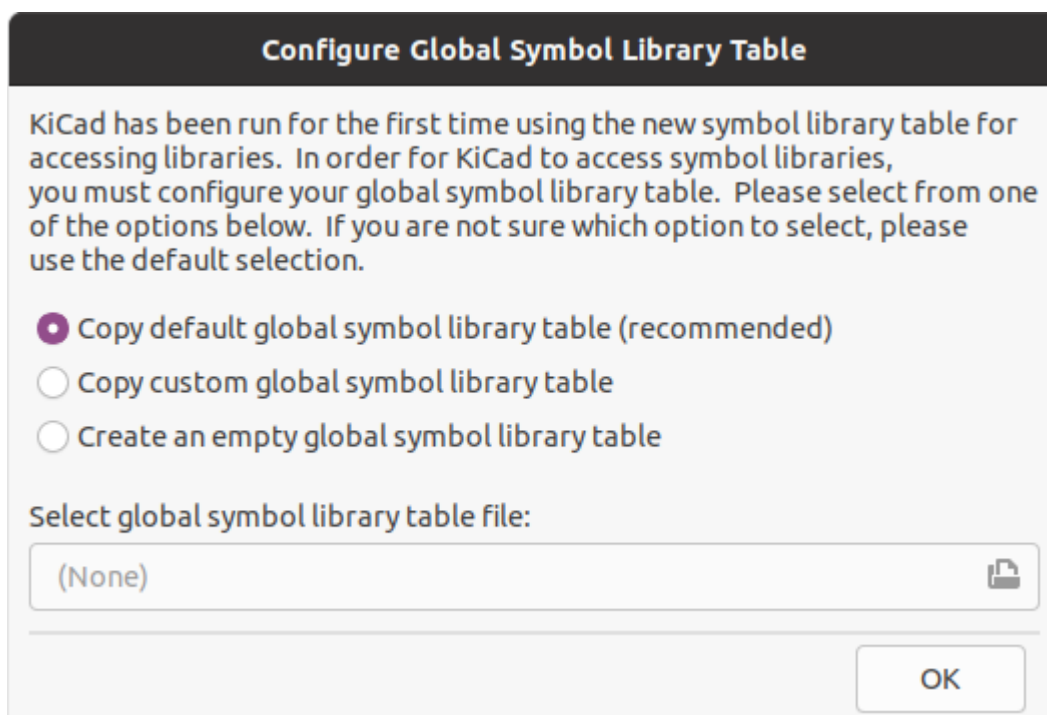 Configure Global Symbol Library Table
KiCad has been run for the first time using the new symbol library table for
accessing libraries.  In order for KiCad to access symbol libraries,
you must configure your global symbol library table.  Please select from one
of the options below.  If you are not sure which option to select, please
use the default selection.
Copy default global symbol library table (recommended)
Copy custom global symbol library table
Create an empty global symbol library table
Select global symbol library table file:
(None)
OK